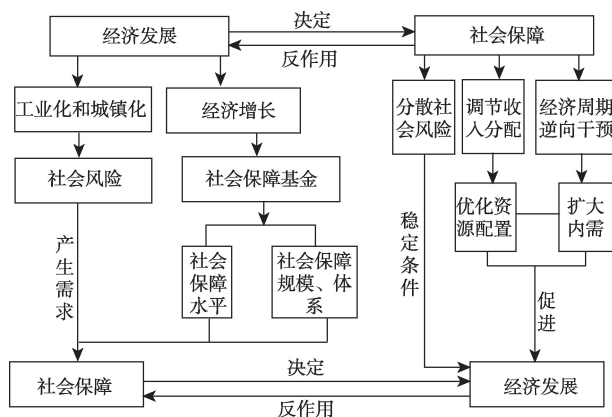 经济发展
决定
反作用
社会保障
工业化和城镇化
经济增长
分散社
会风险
调节收
入分配
经济周期
逆向干预
社会风险
社会保障基金
优化资
源配置
扩大
内需
产生需求
社会
保障
水平
社会保障
规模、体
系
稳定条件
促进
社会保障
决定
反作用
经济发展